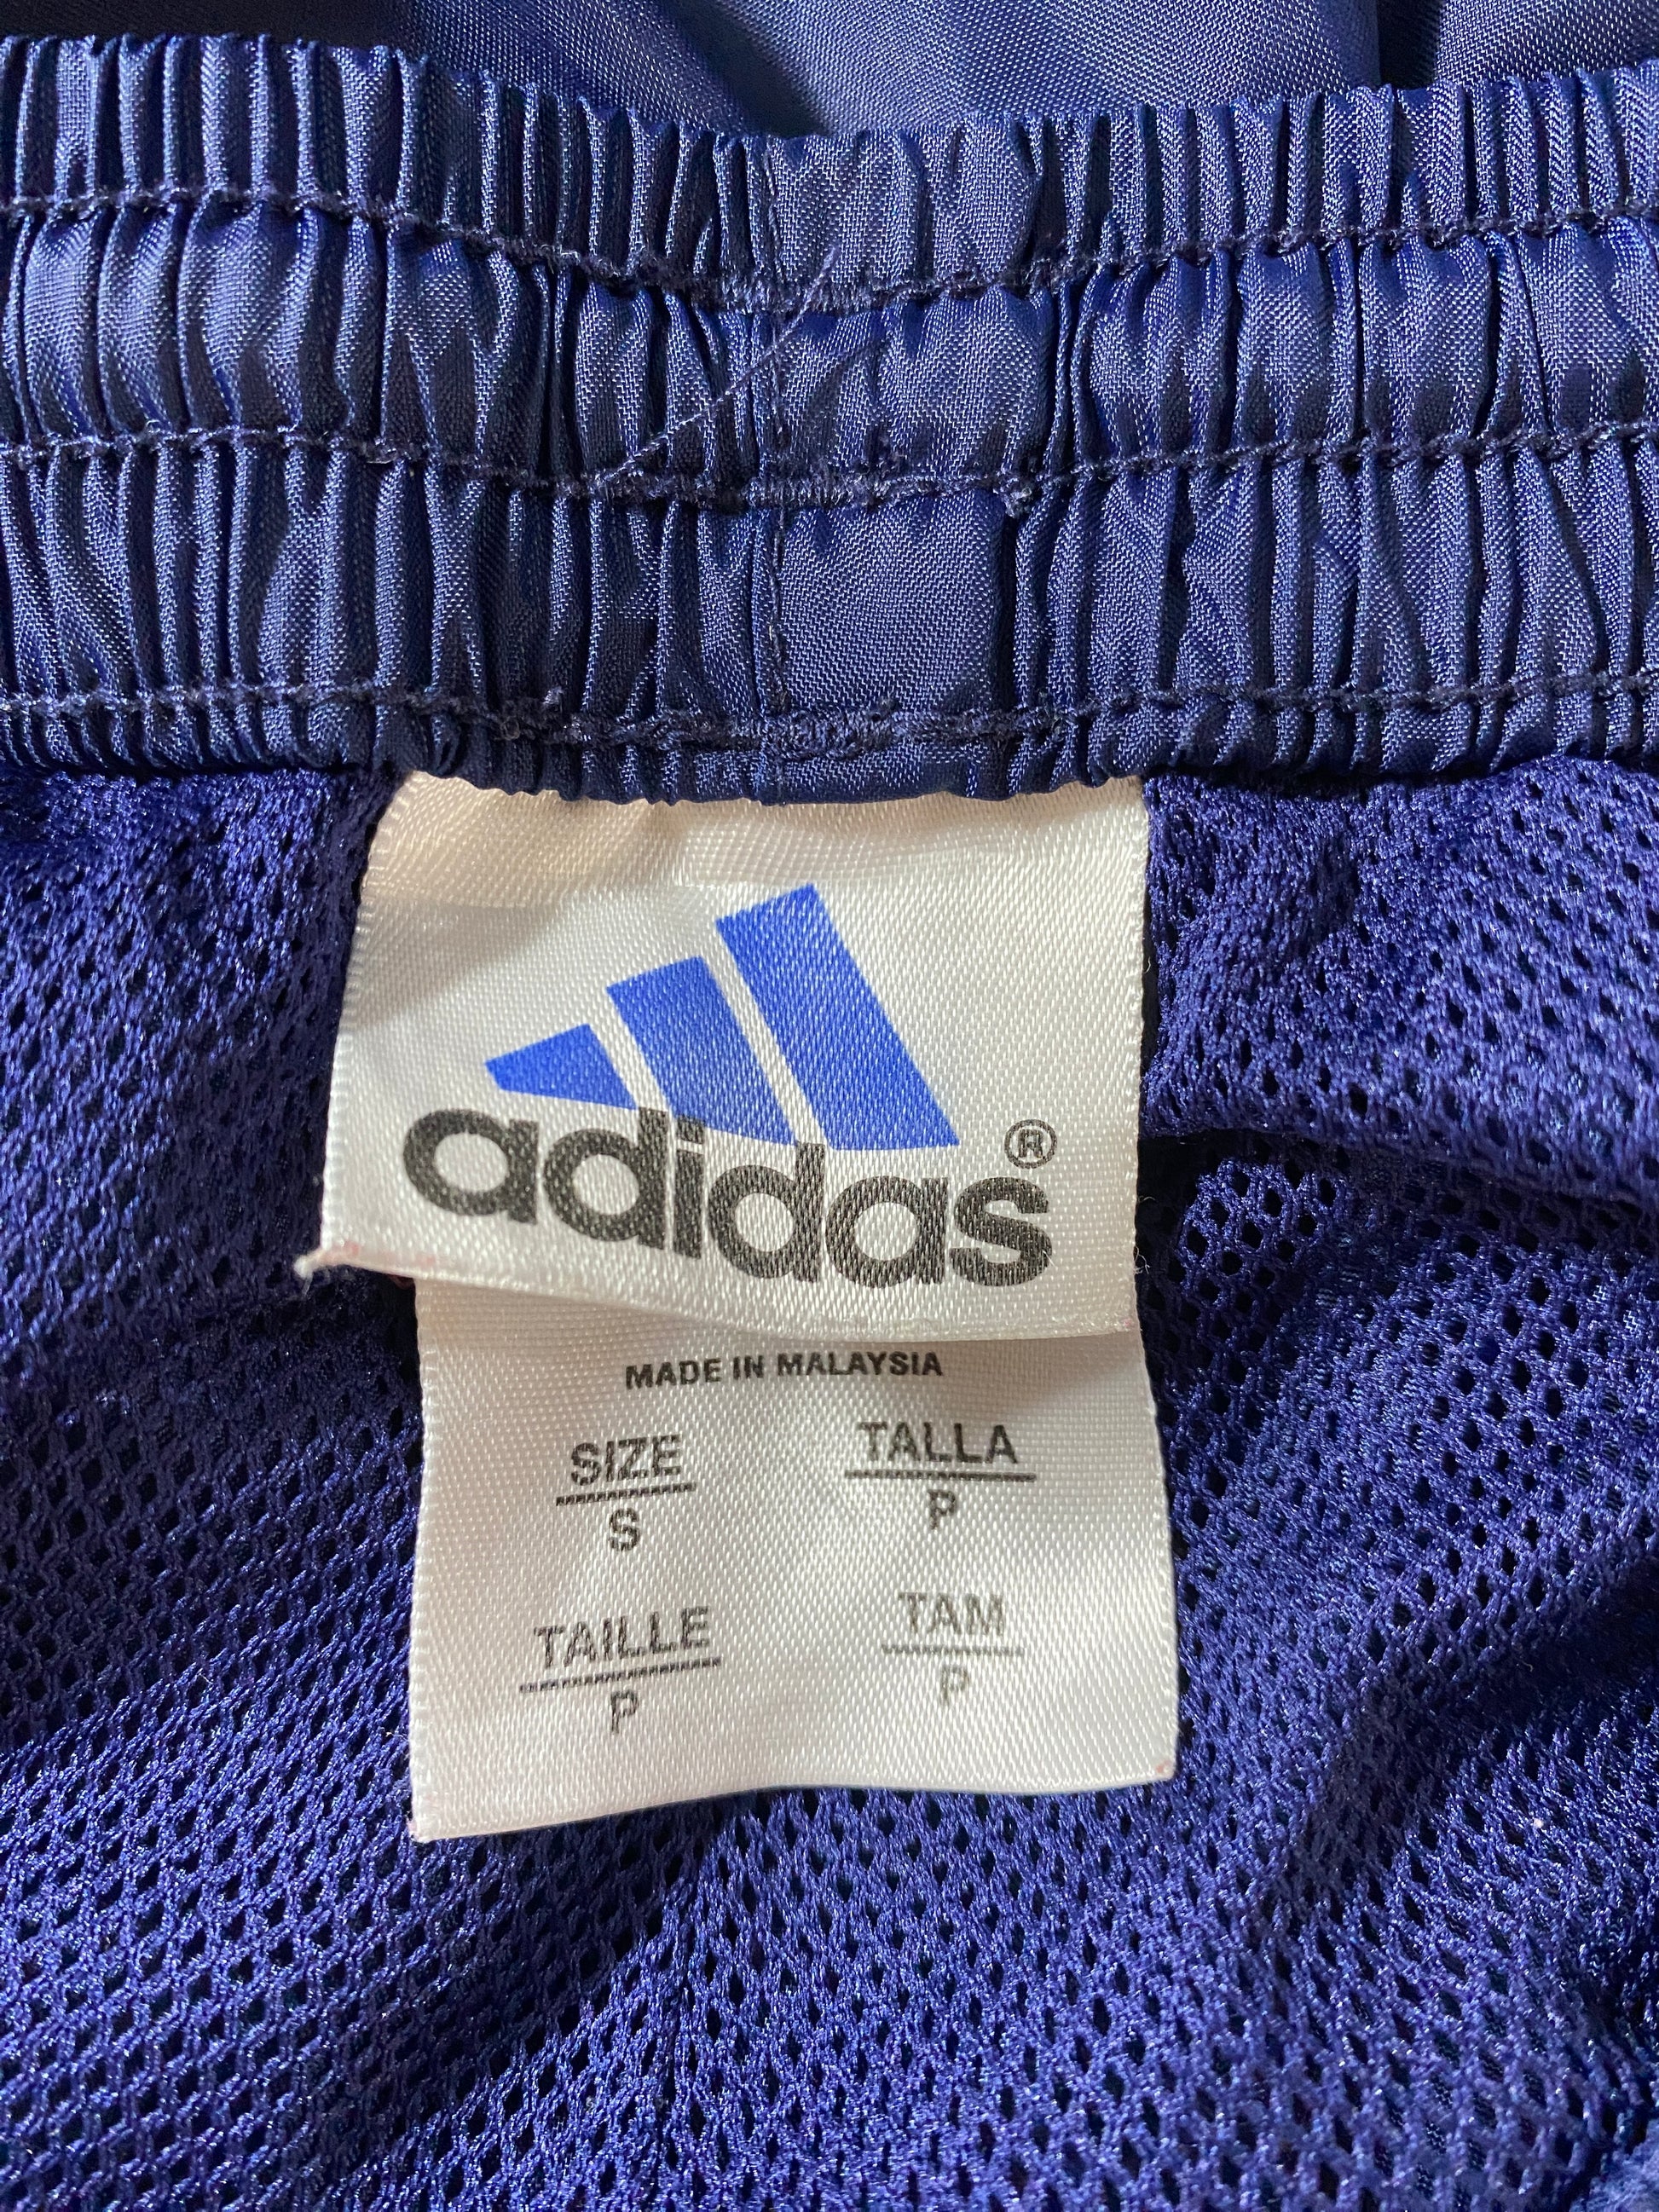 adidas®
MADE IN MALAYSIA
SIZE TALLA
S P
TAILLE TAM
P P